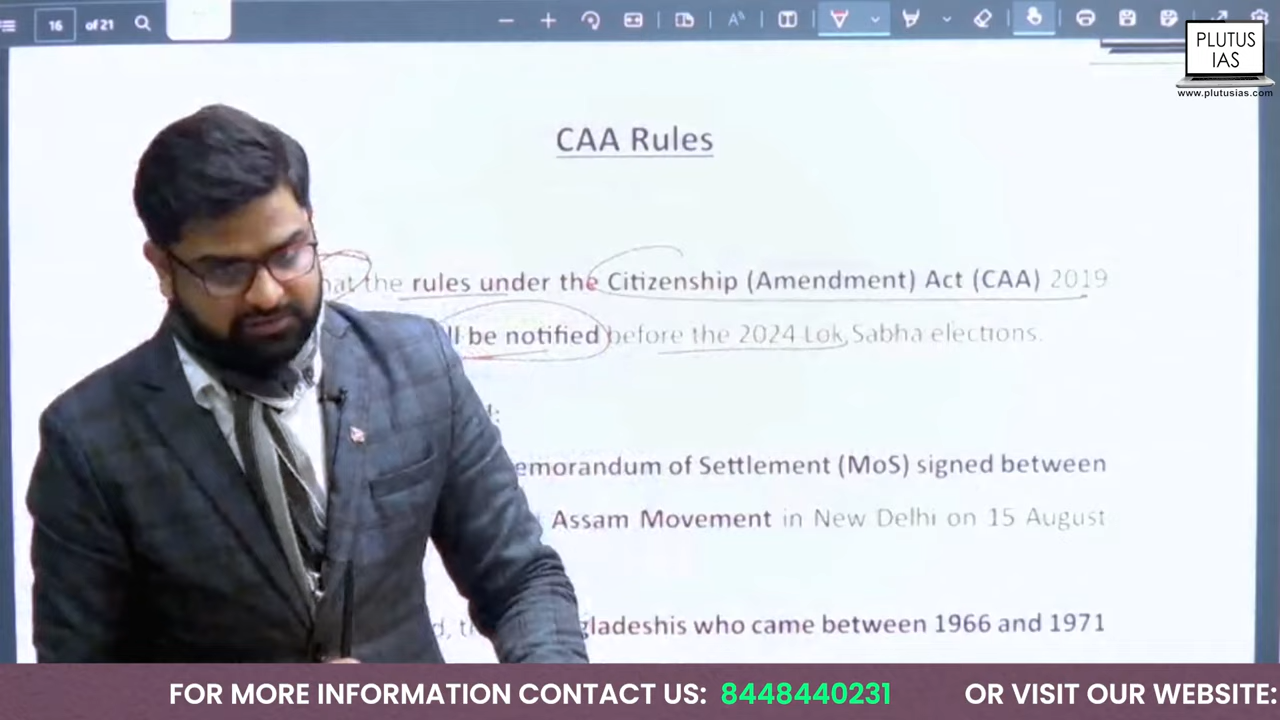 16 of 21
PLUTUS
IAS
www.plutusias.com
CAA Rules
the rules under the Citizenship (Amendment) Act (CAA) 2019
be notified before the 2024 Lok Sabha elections.
emorandum of Settlement (MoS) signed between
Assam Movement in New Delhi on 15 August
gladeshis who came between 1966 and 1971
FOR MORE INFORMATION CONTACT US: 8448440231 OR VISIT OUR WEBSITE: